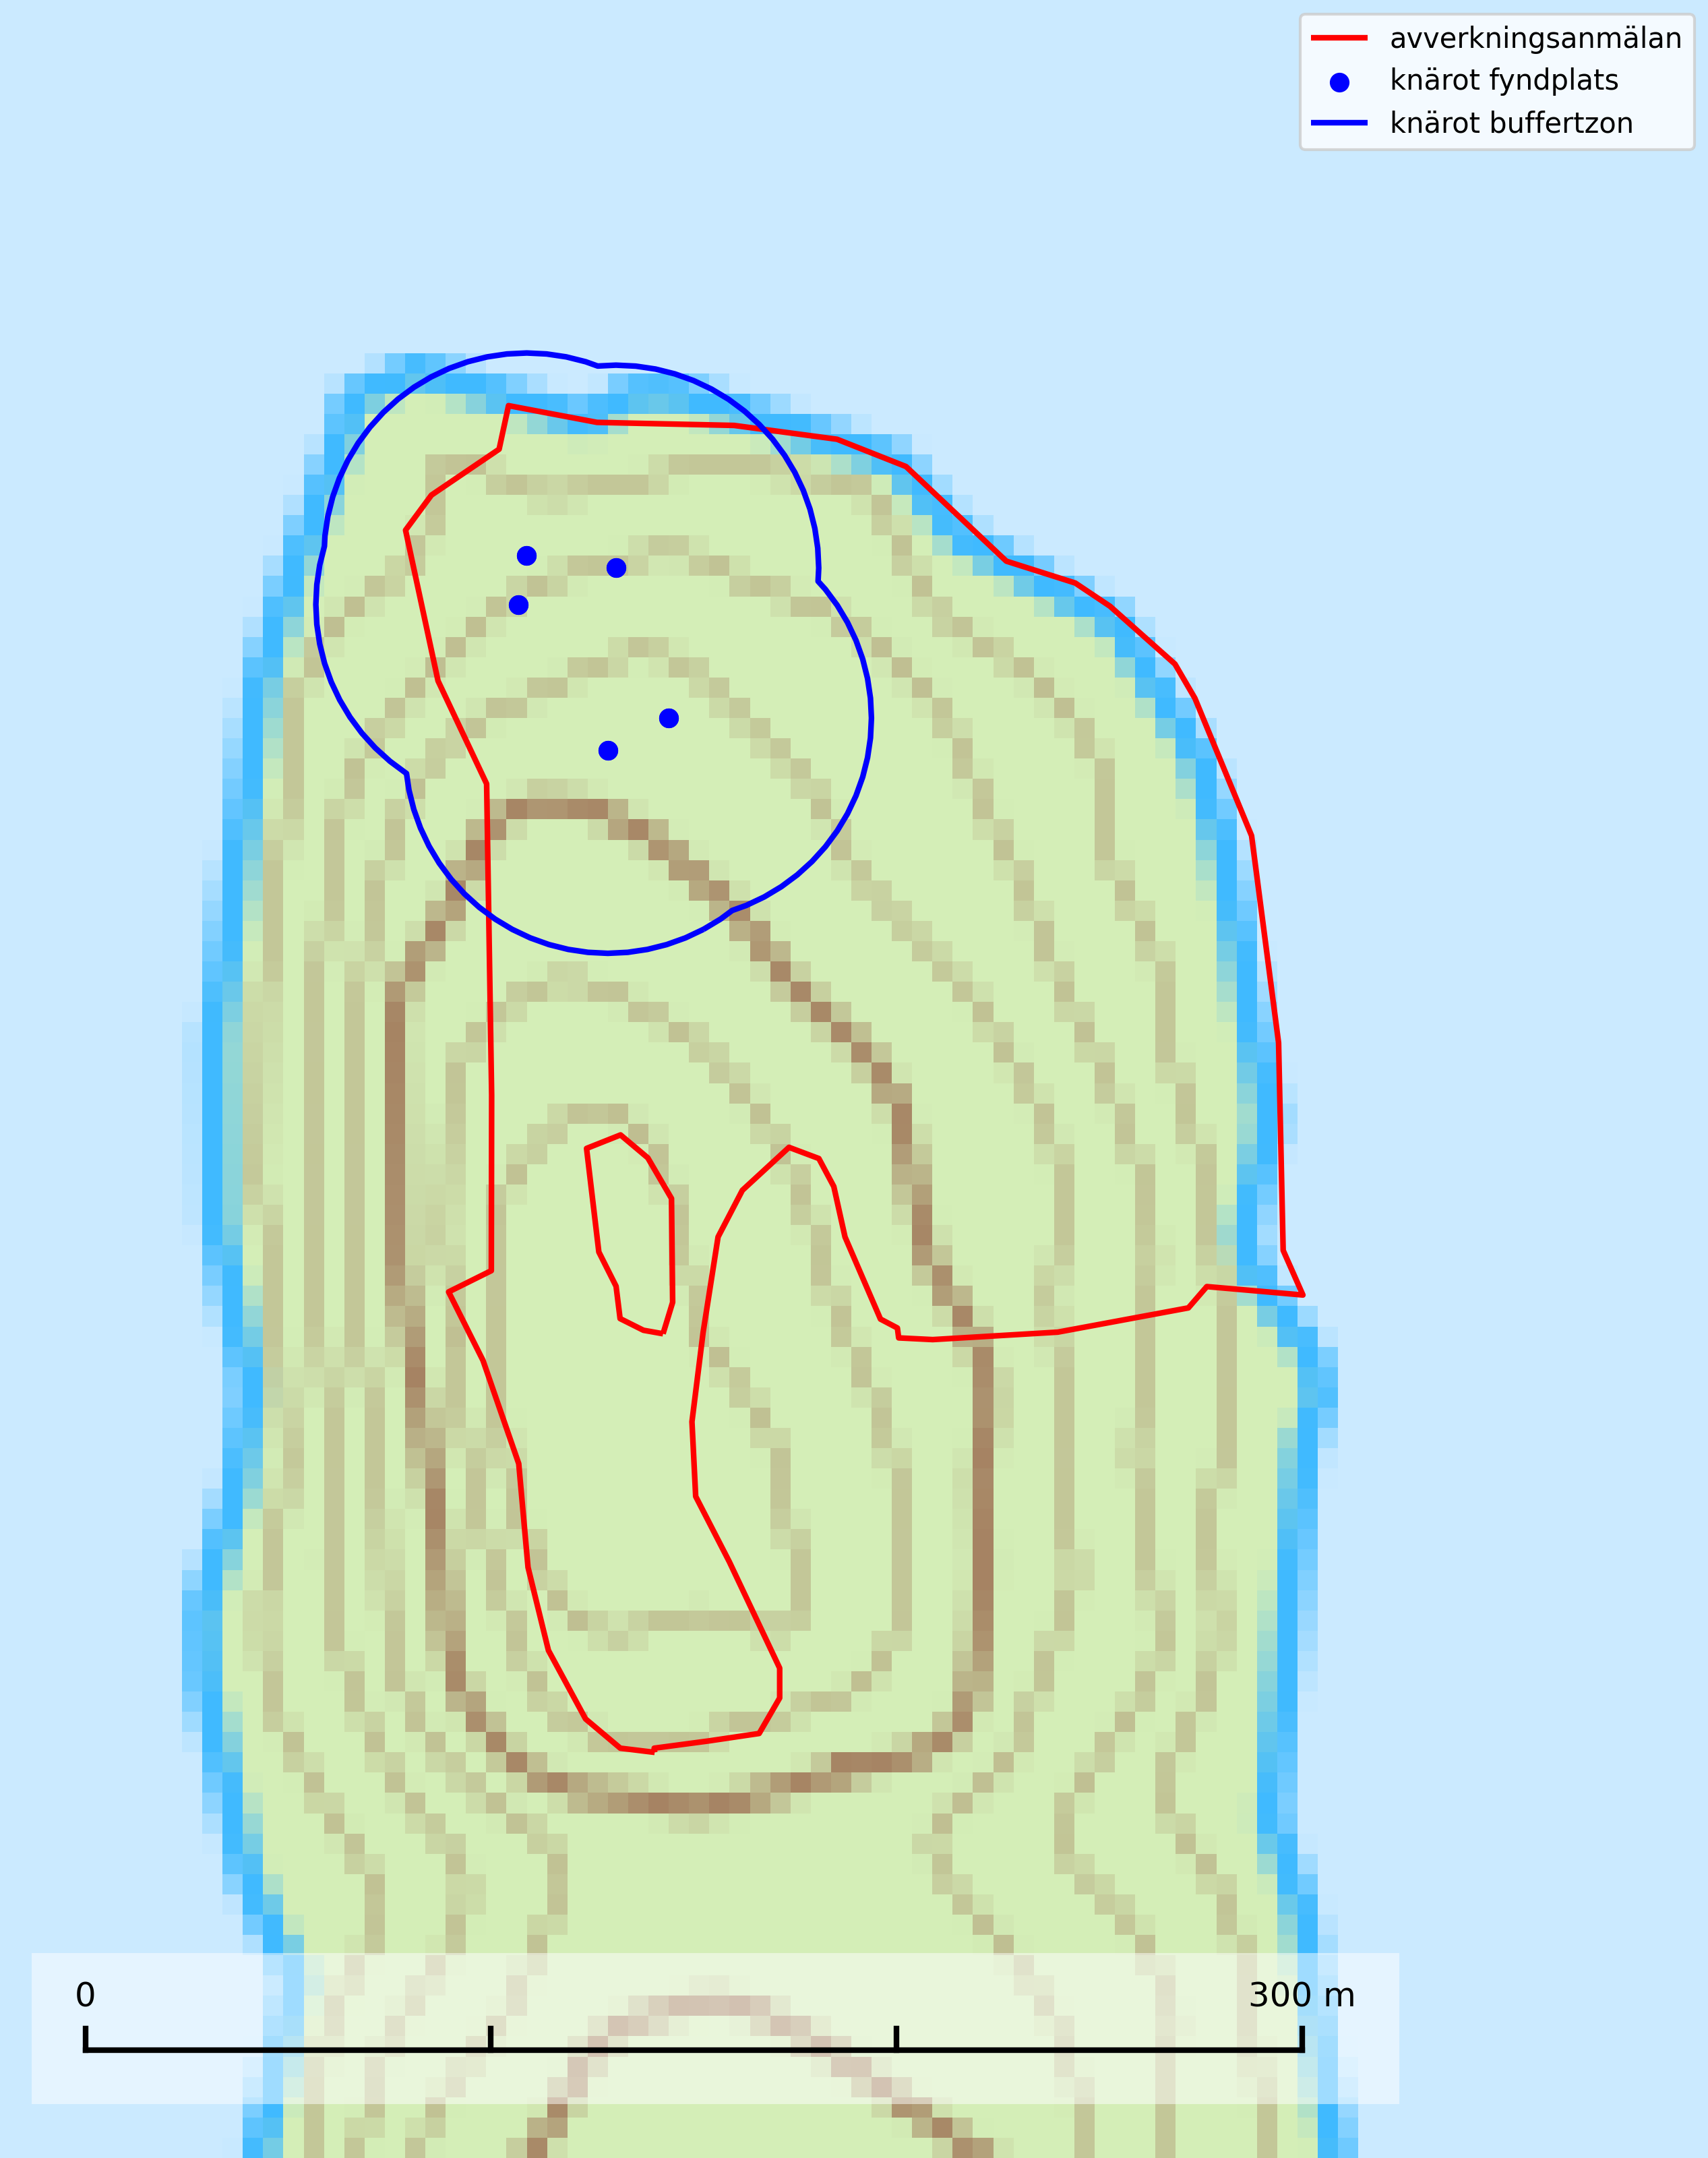 avverkningsanmälan
knärot fyndplats
knärot buffertzon
0
300 m